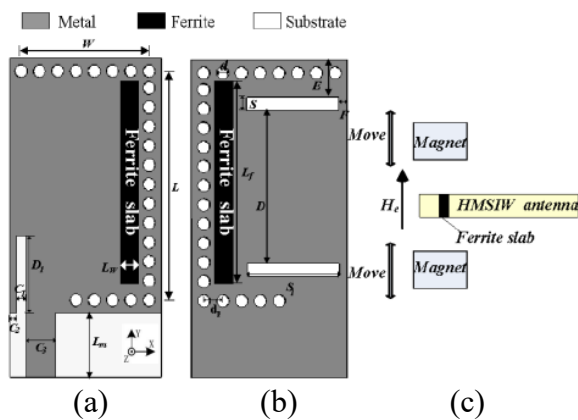 Metal Ferrite Substrate
W
Ferrite slab
L
Lw
D1
C1
C2
C3
Lm
Y
X
Z
(a)
d
E
S
F
Ferrite slab
Lf
D
S1
d1
(b)
Move
Magnet
He
HMSIW antenna
Ferrite slab
Move
Magnet
(c)